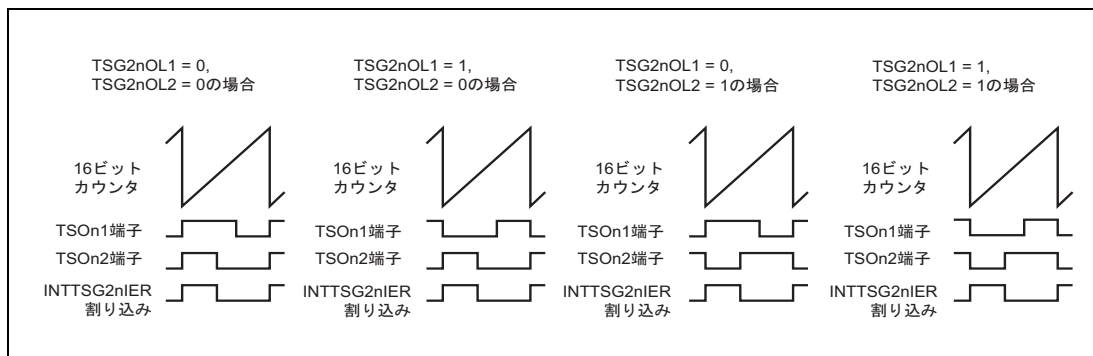 TSG2nOL1 = 0,
TSG2nOL2 = 0の場合
16ビット
カウンタ
TSOn1端子
TSOn2端子
INTTSG2nIER
割り込み
TSG2nOL1 = 1,
TSG2nOL2 = 0の場合
16ビット
カウンタ
TSOn1端子
TSOn2端子
INTTSG2nIER
割り込み
TSG2nOL1 = 0,
TSG2nOL2 = 1の場合
16ビット
カウンタ
TSOn1端子
TSOn2端子
INTTSG2nIER
割り込み
TSG2nOL1 = 1,
TSG2nOL2 = 1の場合
16ビット
カウンタ
TSOn1端子
TSOn2端子
INTTSG2nIER
割り込み